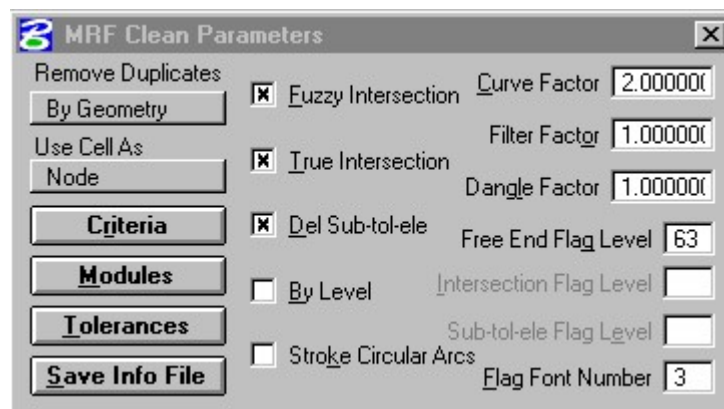 MRF Clean Parameters
Remove Duplicates
By Geometry
Use Cell As
Node
Criteria
Modules
Tolerances
Save Info File
Fuzzy Intersection
True Intersection
Del Sub-tol-ele
By Level
Stroke Circular Arcs
Curve Factor 2.000000
Filter Factor 1.000000
Dangle Factor 1.000000
Free End Flag Level 63
Intersection Flag Level
Sub-tol-ele Flag Level
Flag Font Number 3